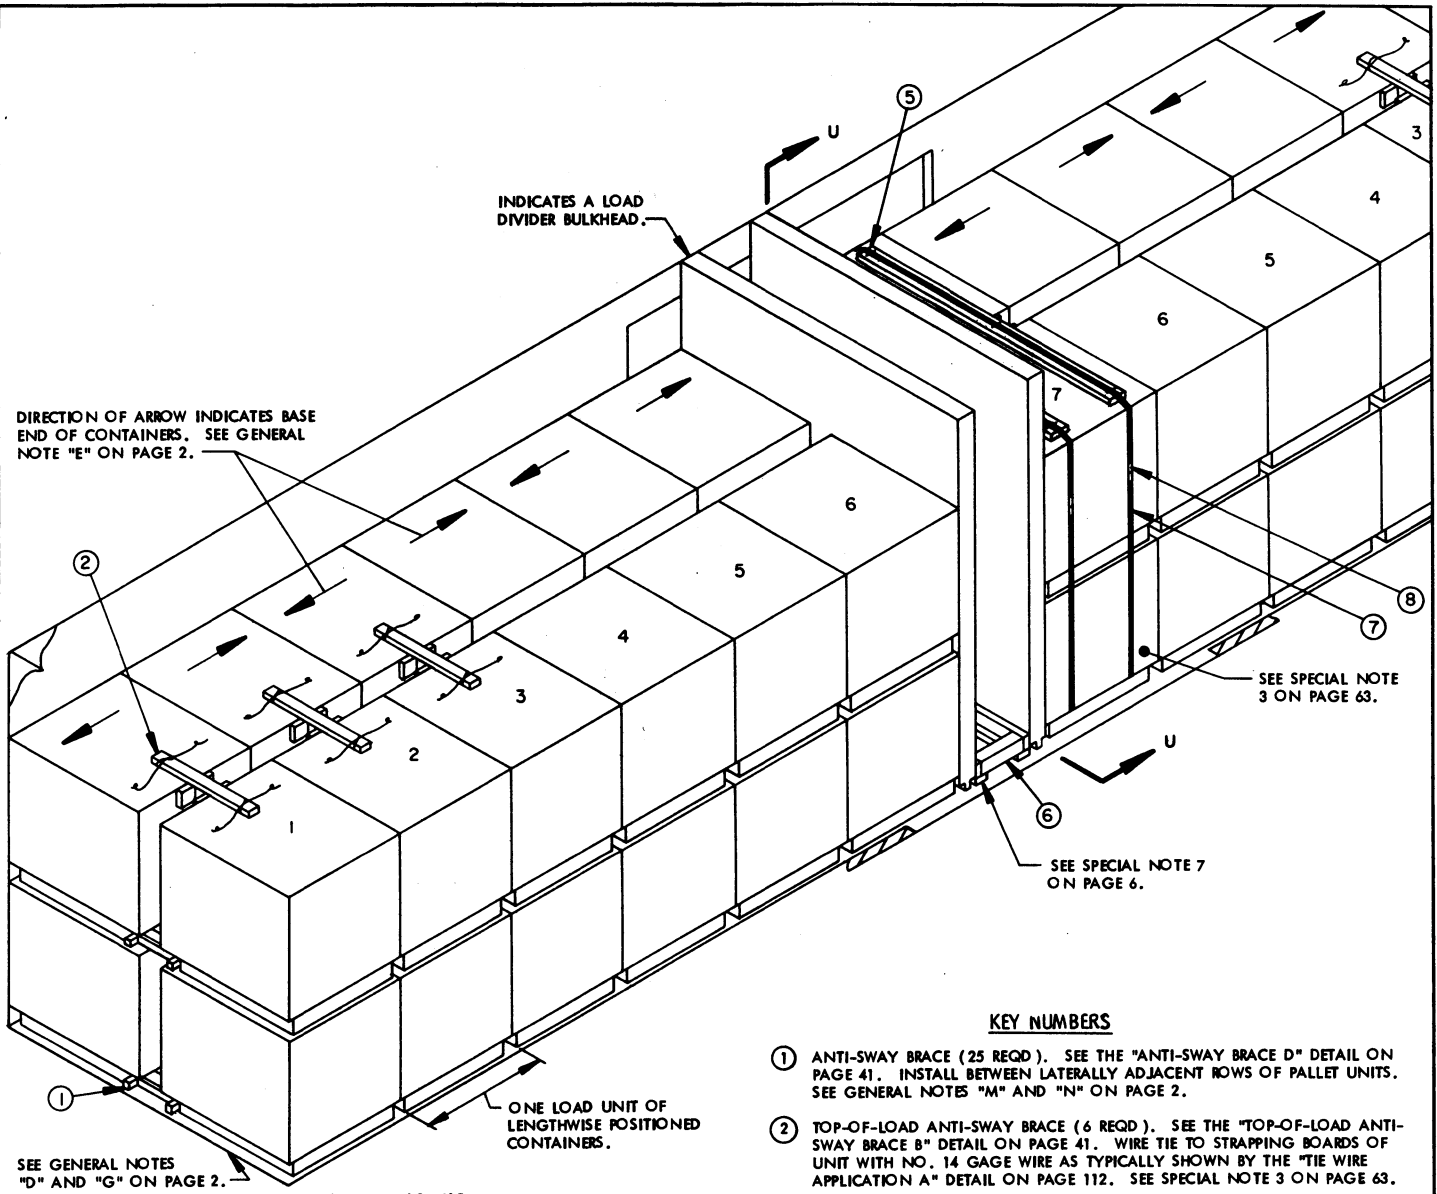 5
U
INDICATES A LOAD
DIVIDER BULKHEAD.
3
4
5
6
7
DIRECTION OF ARROW INDICATES BASE
END OF CONTAINERS. SEE GENERAL
NOTE "E" ON PAGE 2.
2
6
5
4
3
2
1
8
7
SEE SPECIAL NOTE
3 ON PAGE 63.
U
6
SEE SPECIAL NOTE 7
ON PAGE 6.
1
ONE LOAD UNIT OF
LENGTHWISE POSITIONED
CONTAINERS.
SEE GENERAL NOTES
"D" AND "G" ON PAGE 2.
KEY NUMBERS
1 ANTI-SWAY BRACE (25 REQD). SEE THE "ANTI-SWAY BRACE D" DETAIL ON
PAGE 41. INSTALL BETWEEN LATERALLY ADJACENT ROWS OF PALLET UNITS.
SEE GENERAL NOTES "M" AND "N" ON PAGE 2.
2 TOP-OF-LOAD ANTI-SWAY BRACE (6 REQD). SEE THE "TOP-OF-LOAD ANTI-
SWAY BRACE B" DETAIL ON PAGE 41. WIRE TIE TO STRAPPING BOARDS OF
UNIT WITH NO. 14 GAGE WIRE AS TYPICALLY SHOWN BY THE "TIE WIRE
APPLICATION A" DETAIL ON PAGE 112. SEE SPECIAL NOTE 3 ON PAGE 63.